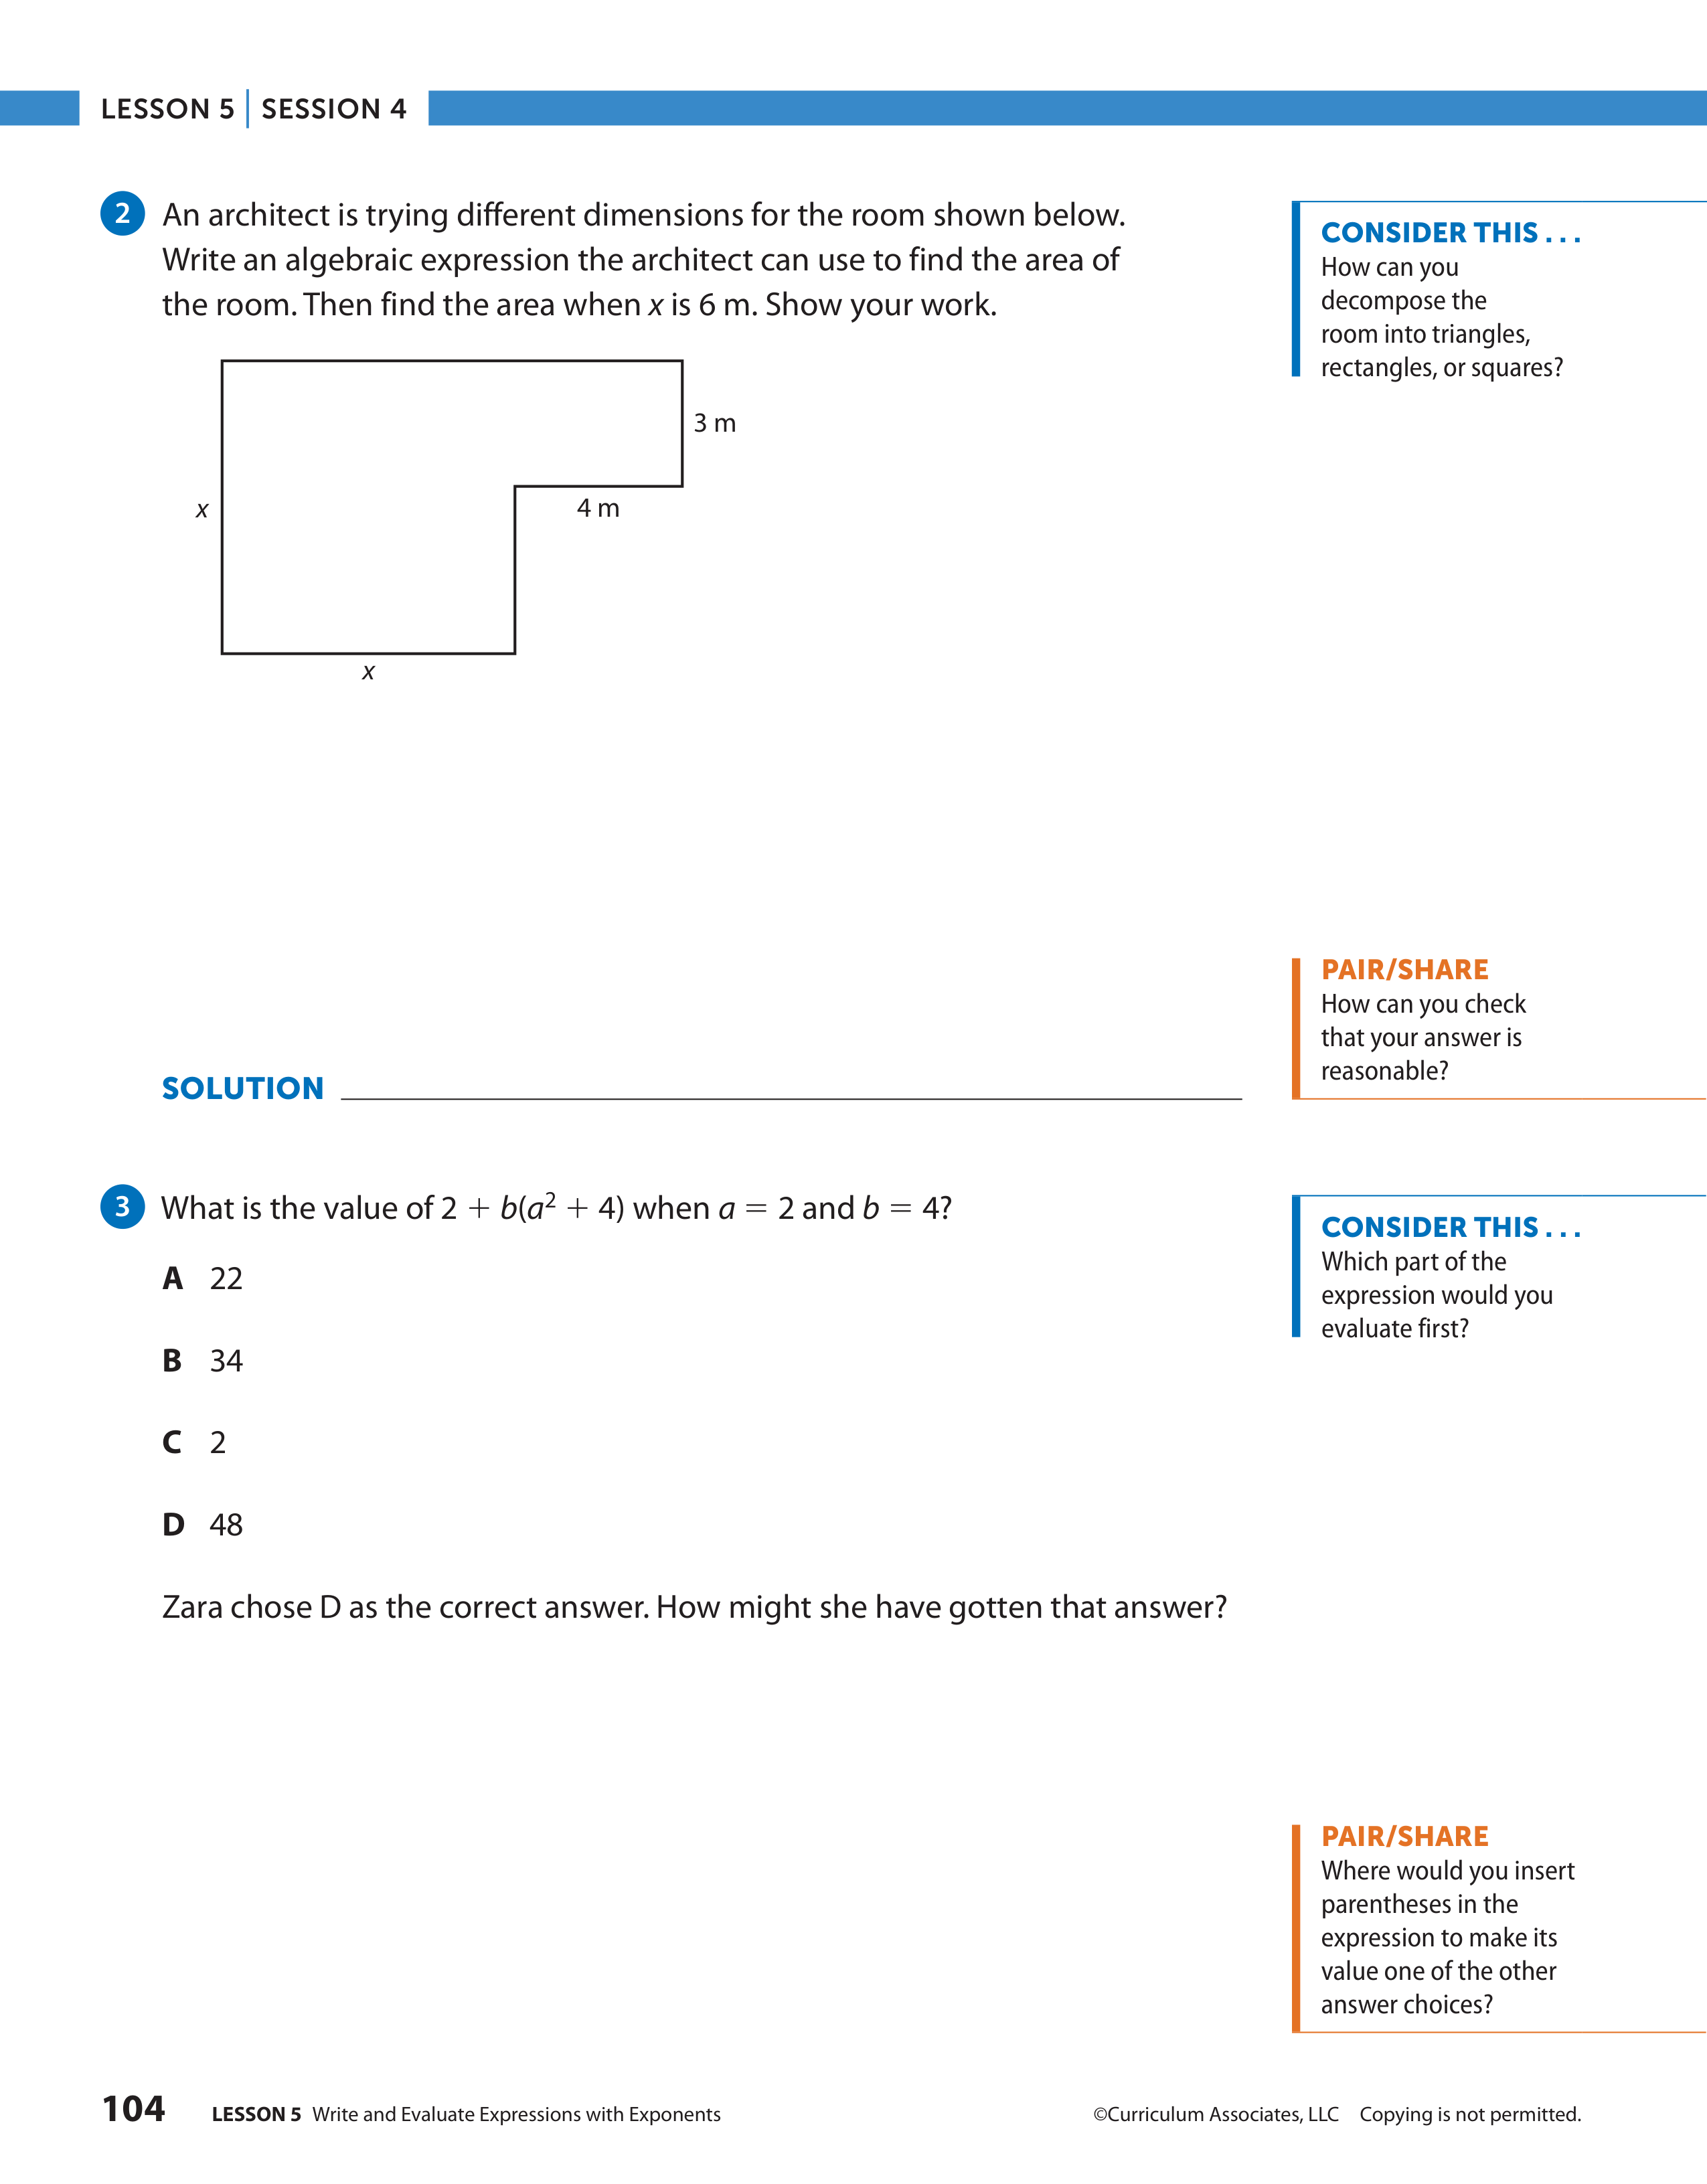 LESSON 5 | SESSION 4
2 An architect is trying different dimensions for the room shown below.
Write an algebraic expression the architect can use to find the area of
the room. Then find the area when x is 6 m. Show your work.
CONSIDER THIS . . .
How can you
decompose the
room into triangles,
rectangles, or squares?
3 m
4 m
x
x
PAIR/SHARE
How can you check
that your answer is
reasonable?
SOLUTION
3 What is the value of 2 + b(a² + 4) when a = 2 and b = 4?
A 22
B 34
C 2
D 48
CONSIDER THIS . . .
Which part of the
expression would you
evaluate first?
Zara chose D as the correct answer. How might she have gotten that answer?
PAIR/SHARE
Where would you insert
parentheses in the
expression to make its
value one of the other
answer choices?
104 LESSON 5 Write and Evaluate Expressions with Exponents
©Curriculum Associates, LLC Copying is not permitted.